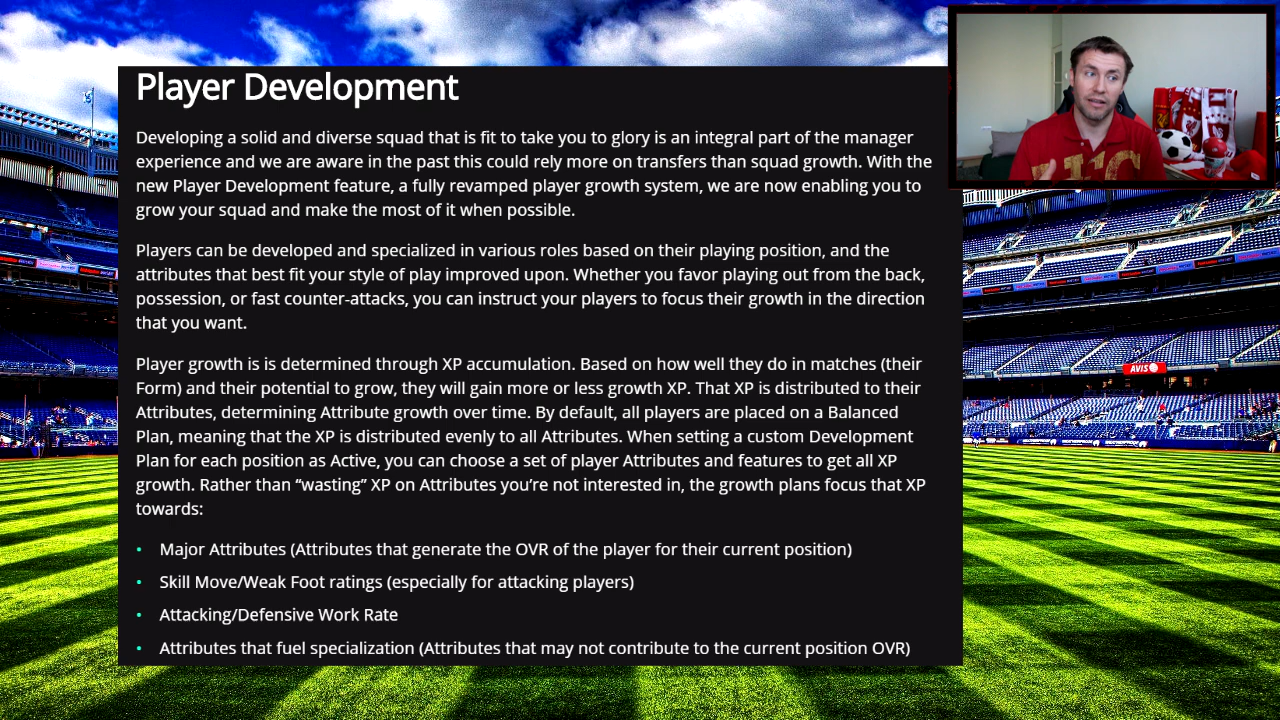 Player Development
Developing a solid and diverse squad that is fit to take you to glory is an integral part of the manager
experience and we are aware in the past this could rely more on transfers than squad growth. With the
new Player Development feature, a fully revamped player growth system, we are now enabling you to
grow your squad and make the most of it when possible.
Players can be developed and specialized in various roles based on their playing position, and the
attributes that best fit your style of play improved upon. Whether you favor playing out from the back,
possession, or fast counter-attacks, you can instruct your players to focus their growth in the direction
that you want.
Player growth is is determined through XP accumulation. Based on how well they do in matches (their
Form) and their potential to grow, they will gain more or less growth XP. That XP is distributed to their
Attributes, determining Attribute growth over time. By default, all players are placed on a Balanced
Plan, meaning that the XP is distributed evenly to all Attributes. When setting a custom Development
Plan for each position as Active, you can choose a set of player Attributes and features to get all XP
growth. Rather than “wasting” XP on Attributes you’re not interested in, the growth plans focus that XP
towards:
• Major Attributes (Attributes that generate the OVR of the player for their current position)
• Skill Move/Weak Foot ratings (especially for attacking players)
• Attacking/Defensive Work Rate
• Attributes that fuel specialization (Attributes that may not contribute to the current position OVR)
AVIS